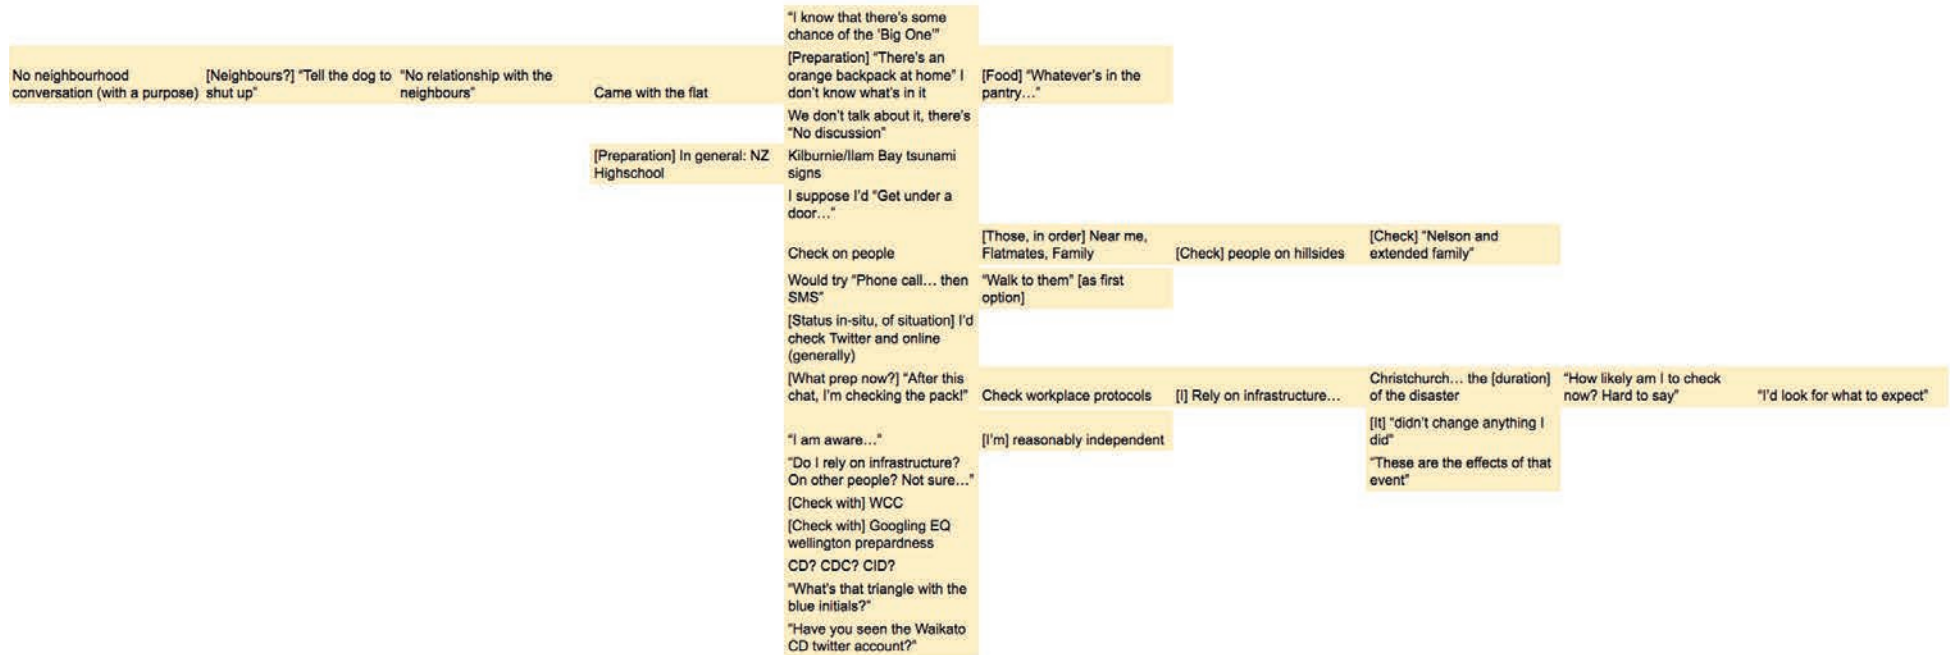 "I know that there's some
chance of the 'Big One'"
No neighbourhood
conversation (with a purpose)
[Neighbours?] "Tell the dog to
shut up"
"No relationship with the
neighbours"
Came with the flat
[Preparation] "There's an
orange backpack at home" I
don't know what's in it
[Food] "Whatever's in the
pantry…"
We don't talk about it, there's
"No discussion"
[Preparation] In general: NZ
Highschool
Kilburnie/Ilam Bay tsunami
signs
I suppose I'd "Get under a
door…"
Check on people
[Those, in order] Near me,
Flatmates, Family
[Check] people on hillsides
[Check] "Nelson and
extended family"
Would try "Phone call… then
SMS"
"Walk to them" [as first
option]
[Status in-situ, of situation] I'd
check Twitter and online
(generally)
[What prep now?] "After this
chat, I'm checking the pack!"
Check workplace protocols
[I] Rely on infrastructure…
Christchurch… the [duration]
of the disaster
"How likely am I to check
now? Hard to say"
"I'd look for what to expect"
"I am aware…"
[I'm] reasonably independent
[It] "didn't change anything I
did"
"Do I rely on infrastructure?
On other people? Not sure…"
"These are the effects of that
event"
[Check with] WCC
[Check with] Googling EQ
wellington prepardness
CD? CDC? CID?
"What's that triangle with the
blue initials?"
"Have you seen the Waikato
CD twitter account?"